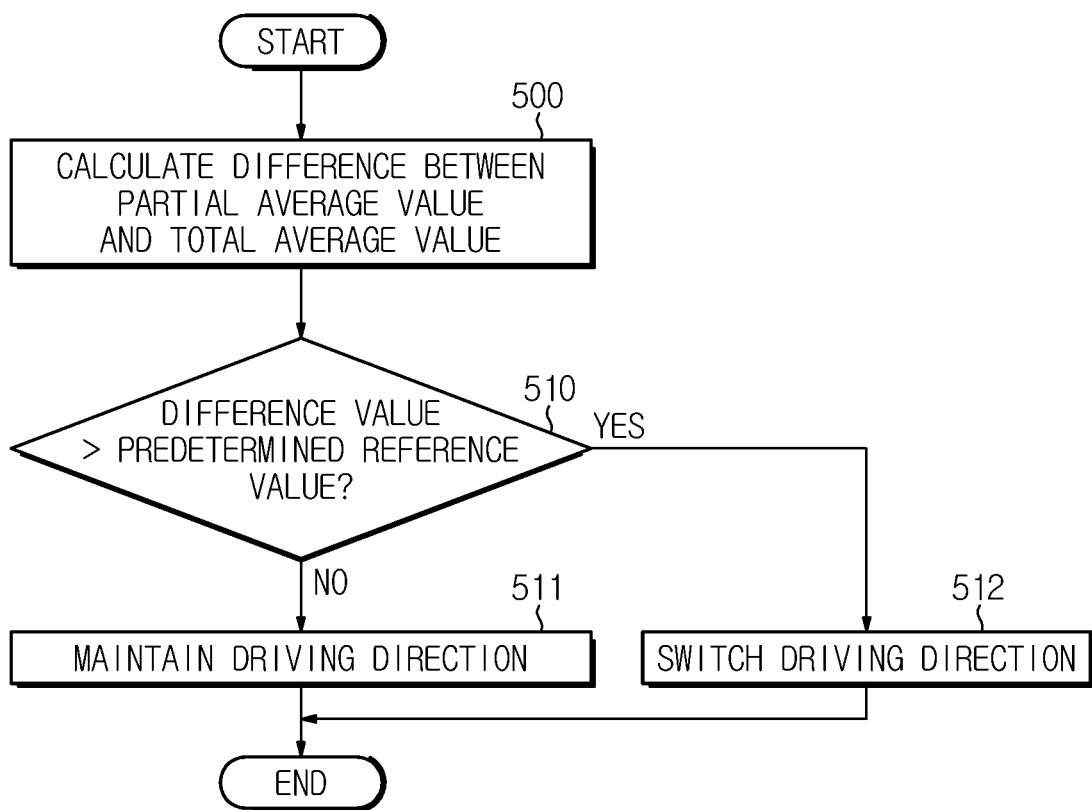 START
500
CALCULATE DIFFERENCE BETWEEN
PARTIAL AVERAGE VALUE
AND TOTAL AVERAGE VALUE
510
DIFFERENCE VALUE
> PREDETERMINED REFERENCE
VALUE?
YES
NO
511
MAINTAIN DRIVING DIRECTION
512
SWITCH DRIVING DIRECTION
END